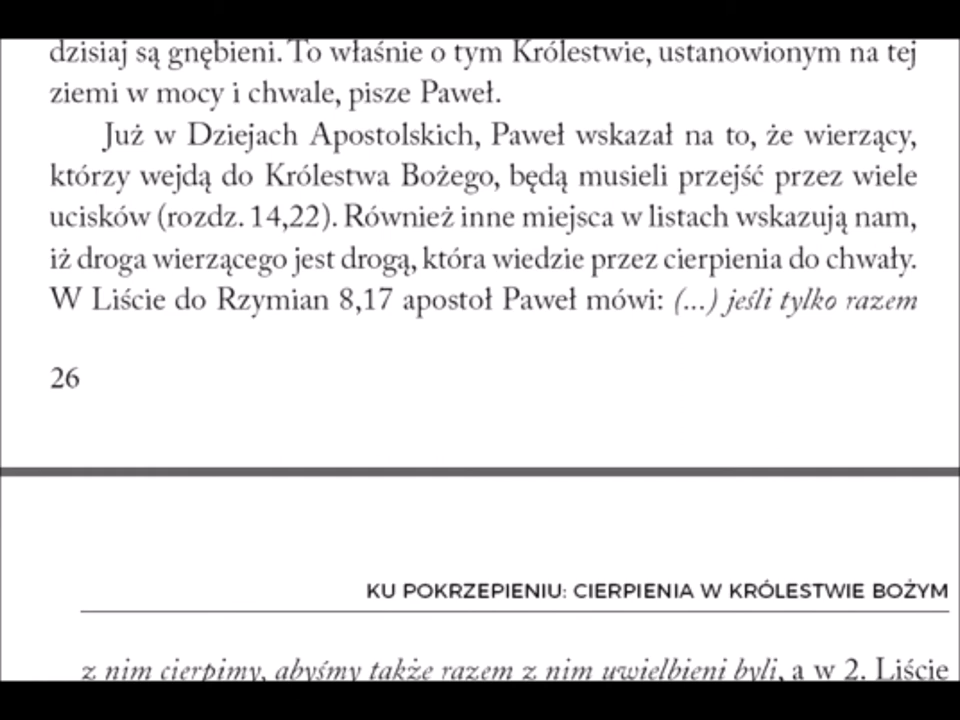 dzisiaj są gnębieni. To właśnie o tym Królestwie, ustanowionym na tej
ziemi w mocy i chwale, pisze Paweł.
Już w Dziejach Apostolskich, Paweł wskazał na to, że wierzący,
którzy wejdą do Królestwa Bożego, będą musieli przejść przez wiele
ucisków (rozdz. 14,22). Również inne miejsca w listach wskazują nam,
iż droga wierzącego jest drogą, która wiedzie przez cierpienia do chwały.
W Liście do Rzymian 8,17 apostoł Paweł mówi: (...) jeśli tylko razem
26
KU POKRZEPIENIU: CIERPIENIA W KRÓLESTWIE BOŻYM
z nim cierpimy, abyśmy także razem z nim uwielbieni byli, a w 2. Liście